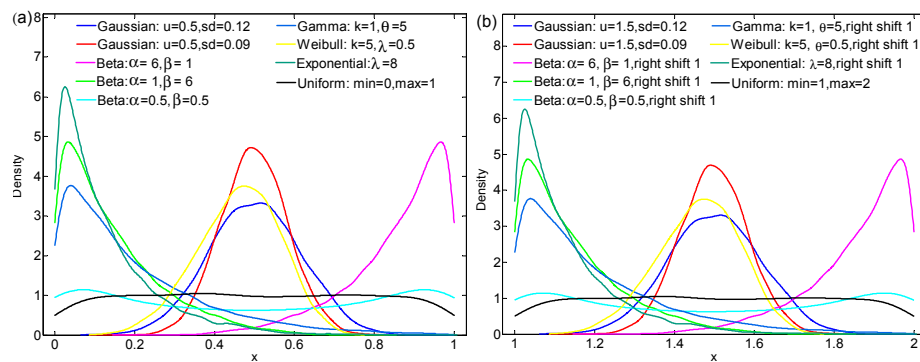 (a)
Gaussian: u=0.5,sd=0.12
Gaussian: u=0.5,sd=0.09
Beta:α= 6,β= 1
Beta:α= 1,β= 6
Beta:α=0.5,β=0.5
Gamma: k=1,θ=5
Weibull: k=5,λ=0.5
Exponential:λ=8
Uniform: min=0,max=1
Density
8
7
6
5
4
3
2
1
0
0 0.2 0.4 0.6 0.8 1
x
(b)
Gaussian: u=1.5,sd=0.12
Gaussian: u=1.5,sd=0.09
Beta:α= 6, β= 1,right shift 1
Beta:α= 1, β= 6,right shift 1
Beta:α=0.5, β=0.5,right shift 1
Gamma: k=1, θ=5,right shift 1
Weibull: k=5, θ=0.5,right shift 1
Exponential: λ=8,right shift 1
Uniform: min=1,max=2
Density
8
7
6
5
4
3
2
1
0
1 1.2 1.4 1.6 1.8 2
x